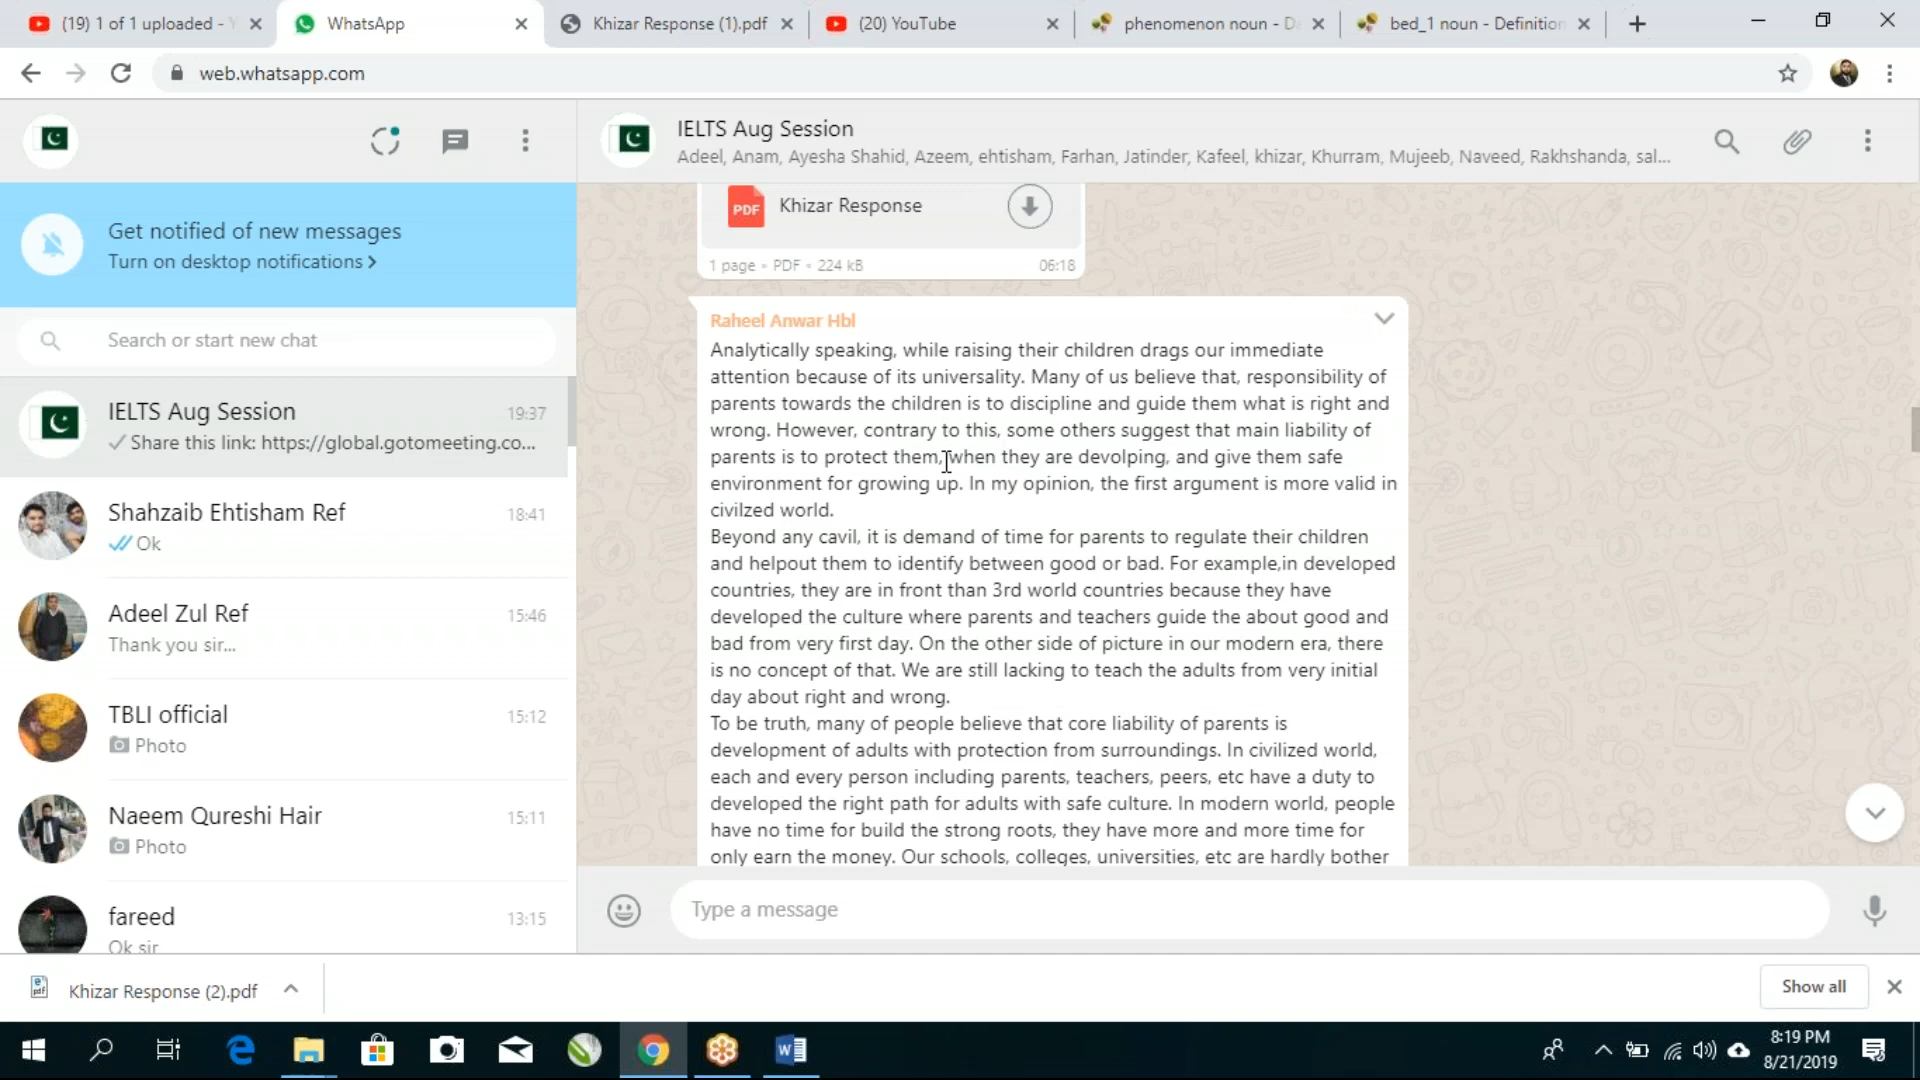 (19) 1 of 1 uploaded - Y
WhatsApp
Khizar Response (1).pdf
(20) YouTube
phenomenon noun - D
bed_1 noun - Definition
web.whatsapp.com
IELTS Aug Session
Adeel, Anam, Ayesha Shahid, Azeem, ehtisham, Farhan, Jatinder, Kafeel, khizar, Khurram, Mujeeb, Naveed, Rakhshanda, sal...
Get notified of new messages
Turn on desktop notifications >
Search or start new chat
IELTS Aug Session
19:37
Share this link: https://global.gotomeeting.co...
Shahzaib Ehtisham Ref
18:41
Ok
Adeel Zul Ref
15:46
Thank you sir...
TBLI official
15:12
Photo
Naeem Qureshi Hair
15:11
Photo
fareed
13:15
Ok sir
PDF
Khizar Response
1 page • PDF • 224 kB
06:18
Raheel Anwar Hbl
Analytically speaking, while raising their children drags our immediate
attention because of its universality. Many of us believe that, responsibility of
parents towards the children is to discipline and guide them what is right and
wrong. However, contrary to this, some others suggest that main liability of
parents is to protect them, when they are devolping, and give them safe
environment for growing up. In my opinion, the first argument is more valid in
civilzed world.
Beyond any cavil, it is demand of time for parents to regulate their children
and helpout them to identify between good or bad. For example,in developed
countries, they are in front than 3rd world countries because they have
developed the culture where parents and teachers guide the about good and
bad from very first day. On the other side of picture in our modern era, there
is no concept of that. We are still lacking to teach the adults from very initial
day about right and wrong.
To be truth, many of people believe that core liability of parents is
development of adults with protection from surroundings. In civilized world,
each and every person including parents, teachers, peers, etc have a duty to
developed the right path for adults with safe culture. In modern world, people
have no time for build the strong roots, they have more and more time for
only earn the money. Our schools, colleges, universities, etc are hardly bother
Type a message
Khizar Response (2).pdf
Show all
8:19 PM
8/21/2019